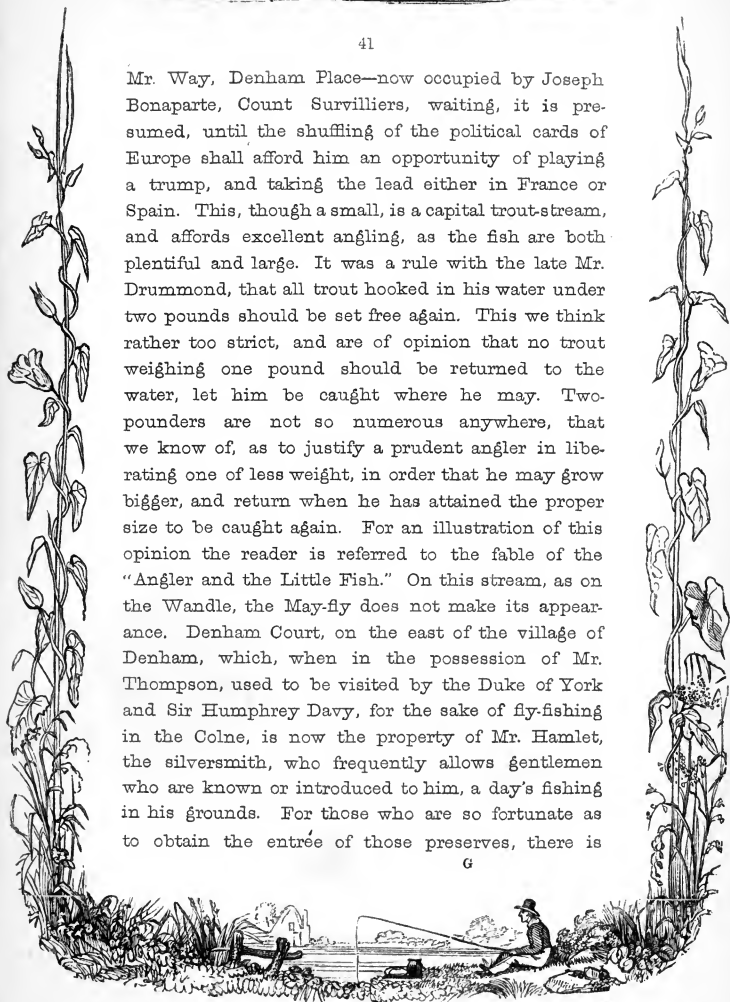 41
Mr. Way, Denham Place—now occupied by Joseph
Bonaparte, Count Survilliers, waiting, it is pre-
sumed, until the shuffling of the political cards of
Europe shall afford him an opportunity of playing
a trump, and taking the lead either in France or
Spain. This, though a small, is a capital trout-stream,
and affords excellent angling, as the fish are both
plentiful and large. It was a rule with the late Mr.
Drummond, that all trout hooked in his water under
two pounds should be set free again. This we think
rather too strict, and are of opinion that no trout
weighing one pound should be returned to the
water, let him be caught where he may. Two-
pounders are not so numerous anywhere, that
we know of, as to justify a prudent angler in libe-
rating one of less weight, in order that he may grow
bigger, and return when he has attained the proper
size to be caught again. For an illustration of this
opinion the reader is referred to the fable of the
"Angler and the Little Fish." On this stream, as on
the Wandle, the May-fly does not make its appear-
ance. Denham Court, on the east of the village of
Denham, which, when in the possession of Mr.
Thompson, used to be visited by the Duke of York
and Sir Humphrey Davy, for the sake of fly-fishing
in the Colne, is now the property of Mr. Hamlet,
the silversmith, who frequently allows gentlemen
who are known or introduced to him, a day's fishing
in his grounds. For those who are so fortunate as
to obtain the entrée of those preserves, there is
G